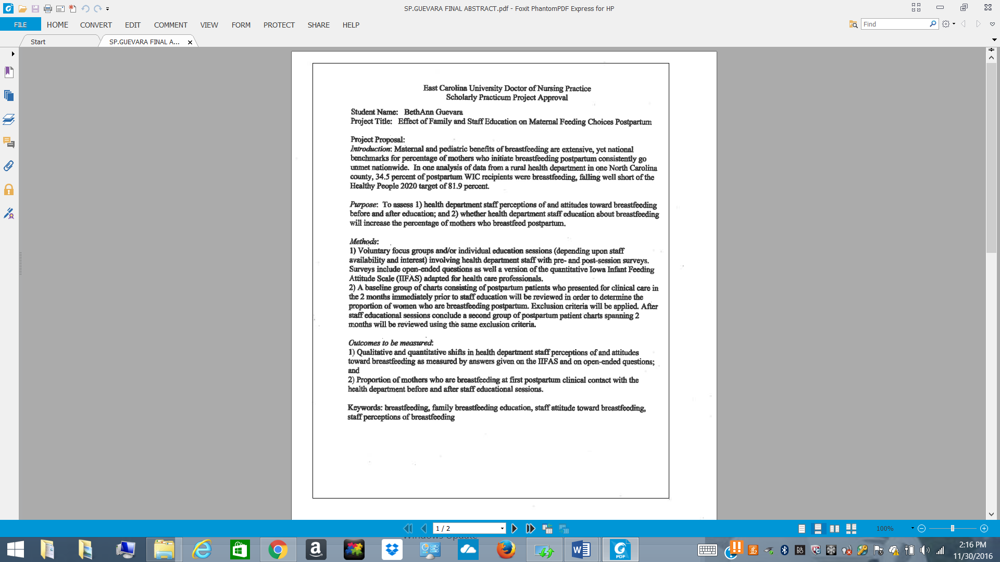 SP.GUEVARA FINAL ABSTRACT.pdf - Foxit PhantomPDF Express for HP
FILE HOME CONVERT EDIT COMMENT VIEW FORM PROTECT SHARE HELP
Find
Start
SP.GUEVARA FINAL A...
East Carolina University Doctor of Nursing Practice
Scholarly Practicum Project Approval
Student Name: BethAnn Guevara
Project Title: Effect of Family and Staff Education on Maternal Feeding Choices Postpartum
Project Proposal:
Introduction: Maternal and pediatric benefits of breastfeeding are extensive, yet national
benchmarks for percentage of mothers who initiate breastfeeding postpartum consistently go
unmet nationwide. In one analysis of data from a rural health department in one North Carolina
county, 34.5 percent of postpartum WIC recipients were breastfeeding, falling well short of the
Healthy People 2020 target of 81.9 percent.
Purpose: To assess 1) health department staff perceptions of and attitudes toward breastfeeding
before and after education; and 2) whether health department staff education about breastfeeding
will increase the percentage of mothers who breastfeed postpartum.
Methods:
1) Voluntary focus groups and/or individual education sessions (depending upon staff
availability and interest) involving health department staff with pre- and post-session surveys.
Surveys include open-ended questions as well a version of the quantitative Iowa Infant Feeding
Attitude Scale (IIFAS) adapted for health care professionals.
2) A baseline group of charts consisting of postpartum patients who presented for clinical care in
the 2 months immediately prior to staff education will be reviewed in order to determine the
proportion of women who are breastfeeding postpartum. Exclusion criteria will be applied. After
staff educational sessions conclude a second group of postpartum patient charts spanning 2
months will be reviewed using the same exclusion criteria.
Outcomes to be measured:
1) Qualitative and quantitative shifts in health department staff perceptions of and attitudes
toward breastfeeding as measured by answers given on the IIFAS and on open-ended questions;
and
2) Proportion of mothers who are breastfeeding at first postpartum clinical contact with the
health department before and after staff educational sessions.
Keywords: breastfeeding, family breastfeeding education, staff attitude toward breastfeeding,
staff perceptions of breastfeeding
1 / 2
100%
Windows Update
PDF
2:16 PM
11/30/2016